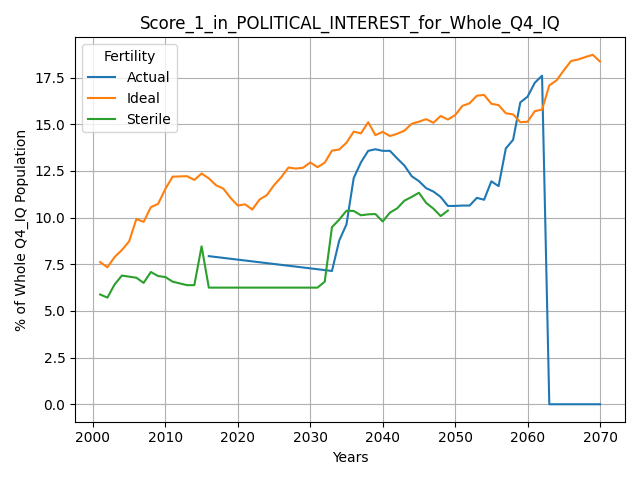 Score_1_in_POLITICAL_INTEREST_for_Whole_Q4_IQ
Fertility
Actual
Ideal
Sterile
% of Whole Q4_IQ Population
17.5
15.0
12.5
10.0
7.5
5.0
2.5
0.0
2000 2010 2020 2030 2040 2050 2060 2070
Years